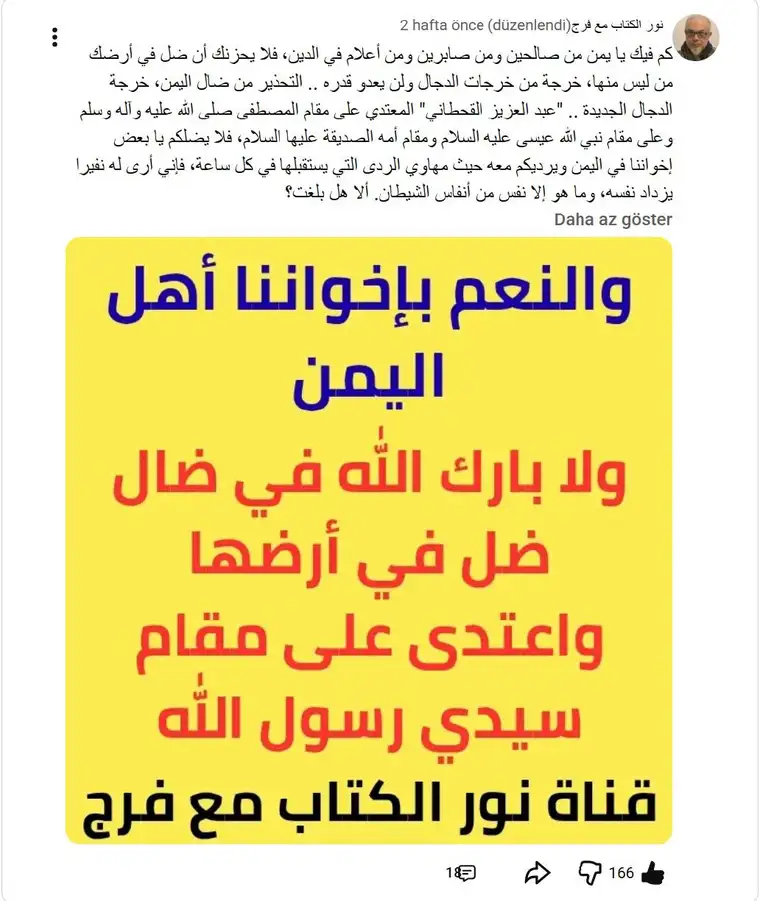 نور الكتاب مع فرج 2 hafta önce (düzenlendi)
كم فيك يا يمن من صالحين ومن صابرين ومن أعلام في الدين، فلا يحزنك أن ضل في أرضك
من ليس منها، خرجة من خرجات الدجال ولن يعدو قدره .. التحذير من ضال اليمن، خرجة
الدجال الجديدة .. "عبد العزيز القحطاني" المعتدي على مقام المصطفى صلى الله عليه وآله وسلم
وعلى مقام نبي الله عيسى عليه السلام ومقام أمه الصديقة عليها السلام، فلا يضلكم يا بعض
إخواننا في اليمن ويرديكم معه حيث مهاوي الردى التي يستقبلها في كل ساعة، فإني أرى له نفيرا
يزداد نفسه، وما هو إلا نفس من أنفاس الشيطان. ألا هل بلغت؟
Daha az göster
والنعم بإخواننا أهل
اليمن
ولا بارك الله في ضال
ضل في أرضها
واعتدى على مقام
سيدي رسول الله
قناة نور الكتاب مع فرج
166
18